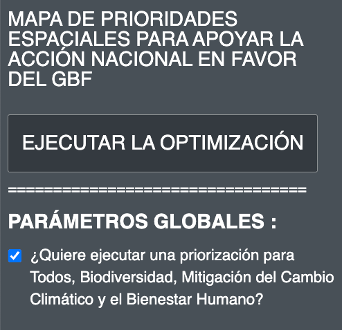 MAPA DE PRIORIDADES
ESPACIALES PARA APOYAR LA
ACCIÓN NACIONAL EN FAVOR
DEL GBF
EJECUTAR LA OPTIMIZACIÓN
=================================
PARÁMETROS GLOBALES :
¿Quiere ejecutar una priorización para
Todos, Biodiversidad, Mitigación del Cambio
Climático y el Bienestar Humano?